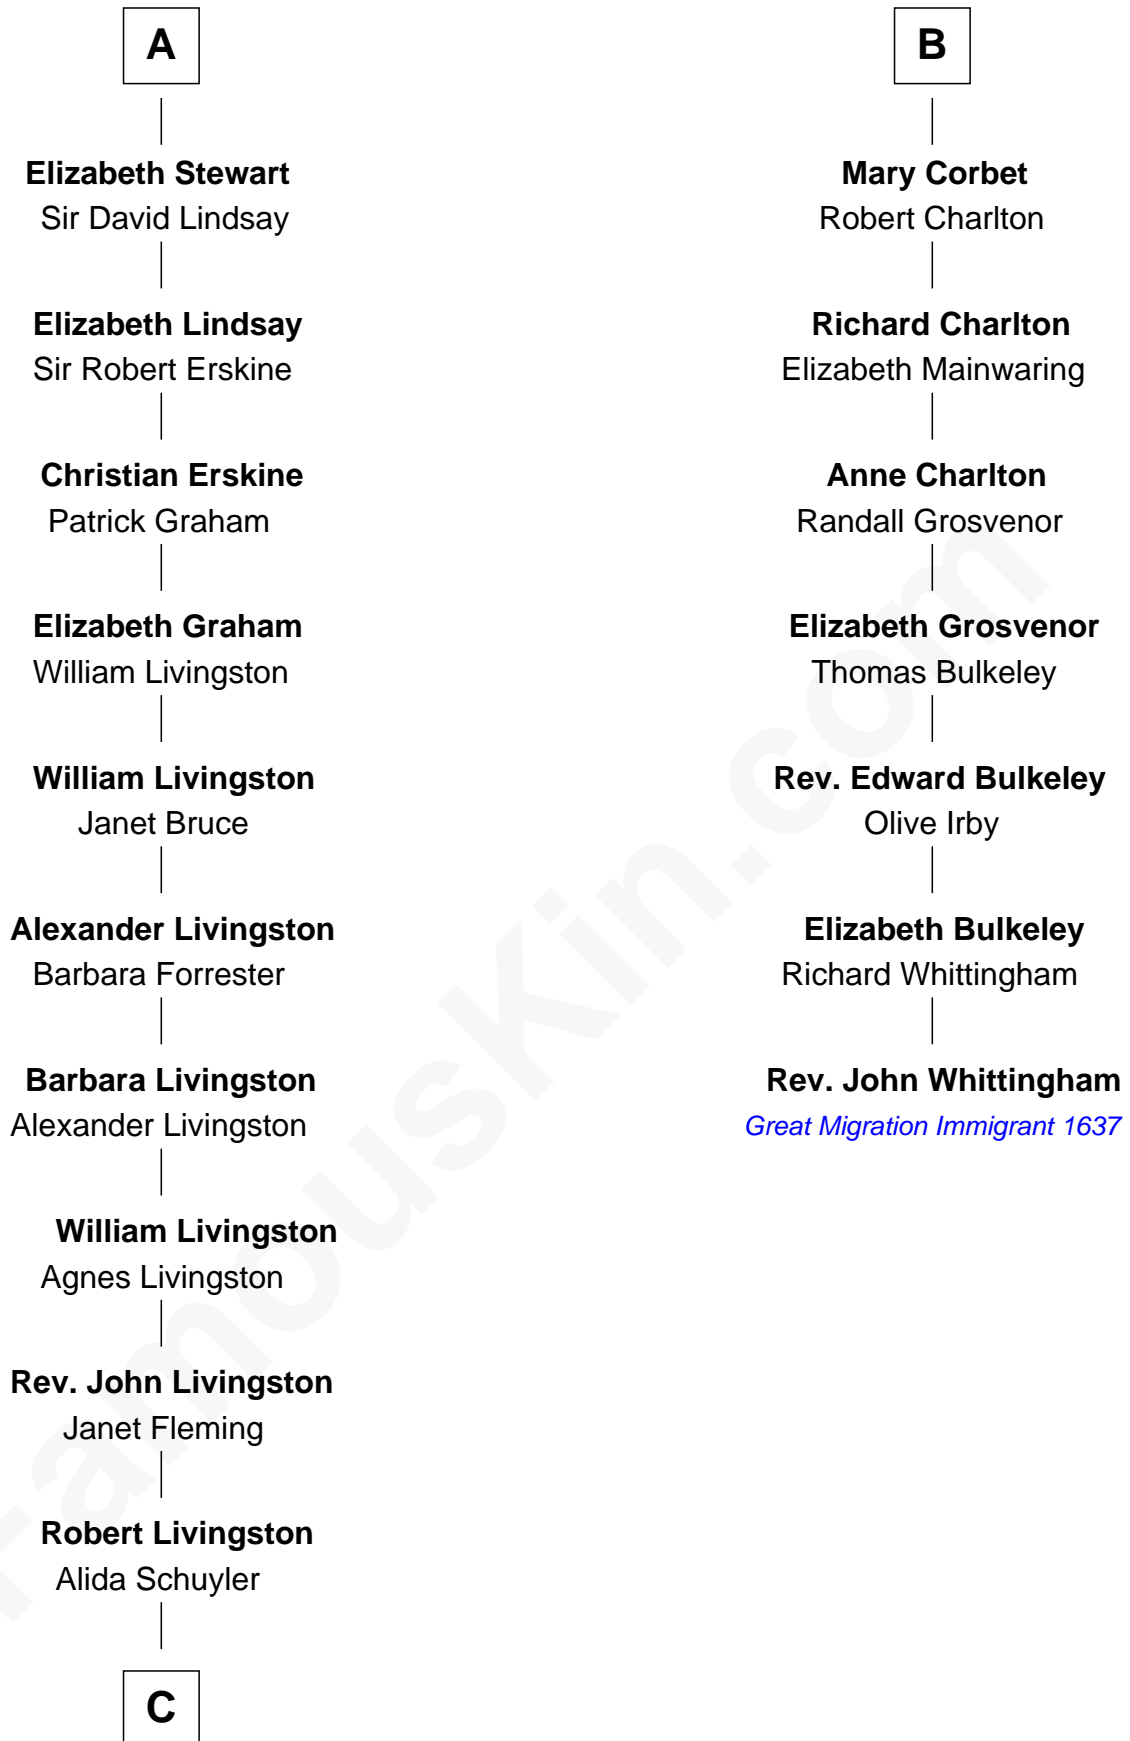 A
Elizabeth Stewart
Sir David Lindsay
Elizabeth Lindsay
Sir Robert Erskine
Christian Erskine
Patrick Graham
Elizabeth Graham
William Livingston
William Livingston
Janet Bruce
Alexander Livingston
Barbara Forrester
Barbara Livingston
Alexander Livingston
William Livingston
Agnes Livingston
Rev. John Livingston
Janet Fleming
Robert Livingston
Alida Schuyler
C
B
Mary Corbet
Robert Charlton
Richard Charlton
Elizabeth Mainwaring
Anne Charlton
Randall Grosvenor
Elizabeth Grosvenor
Thomas Bulkeley
Rev. Edward Bulkeley
Olive Irby
Elizabeth Bulkeley
Richard Whittingham
Rev. John Whittingham
Great Migration Immigrant 1637
FamousKin.com